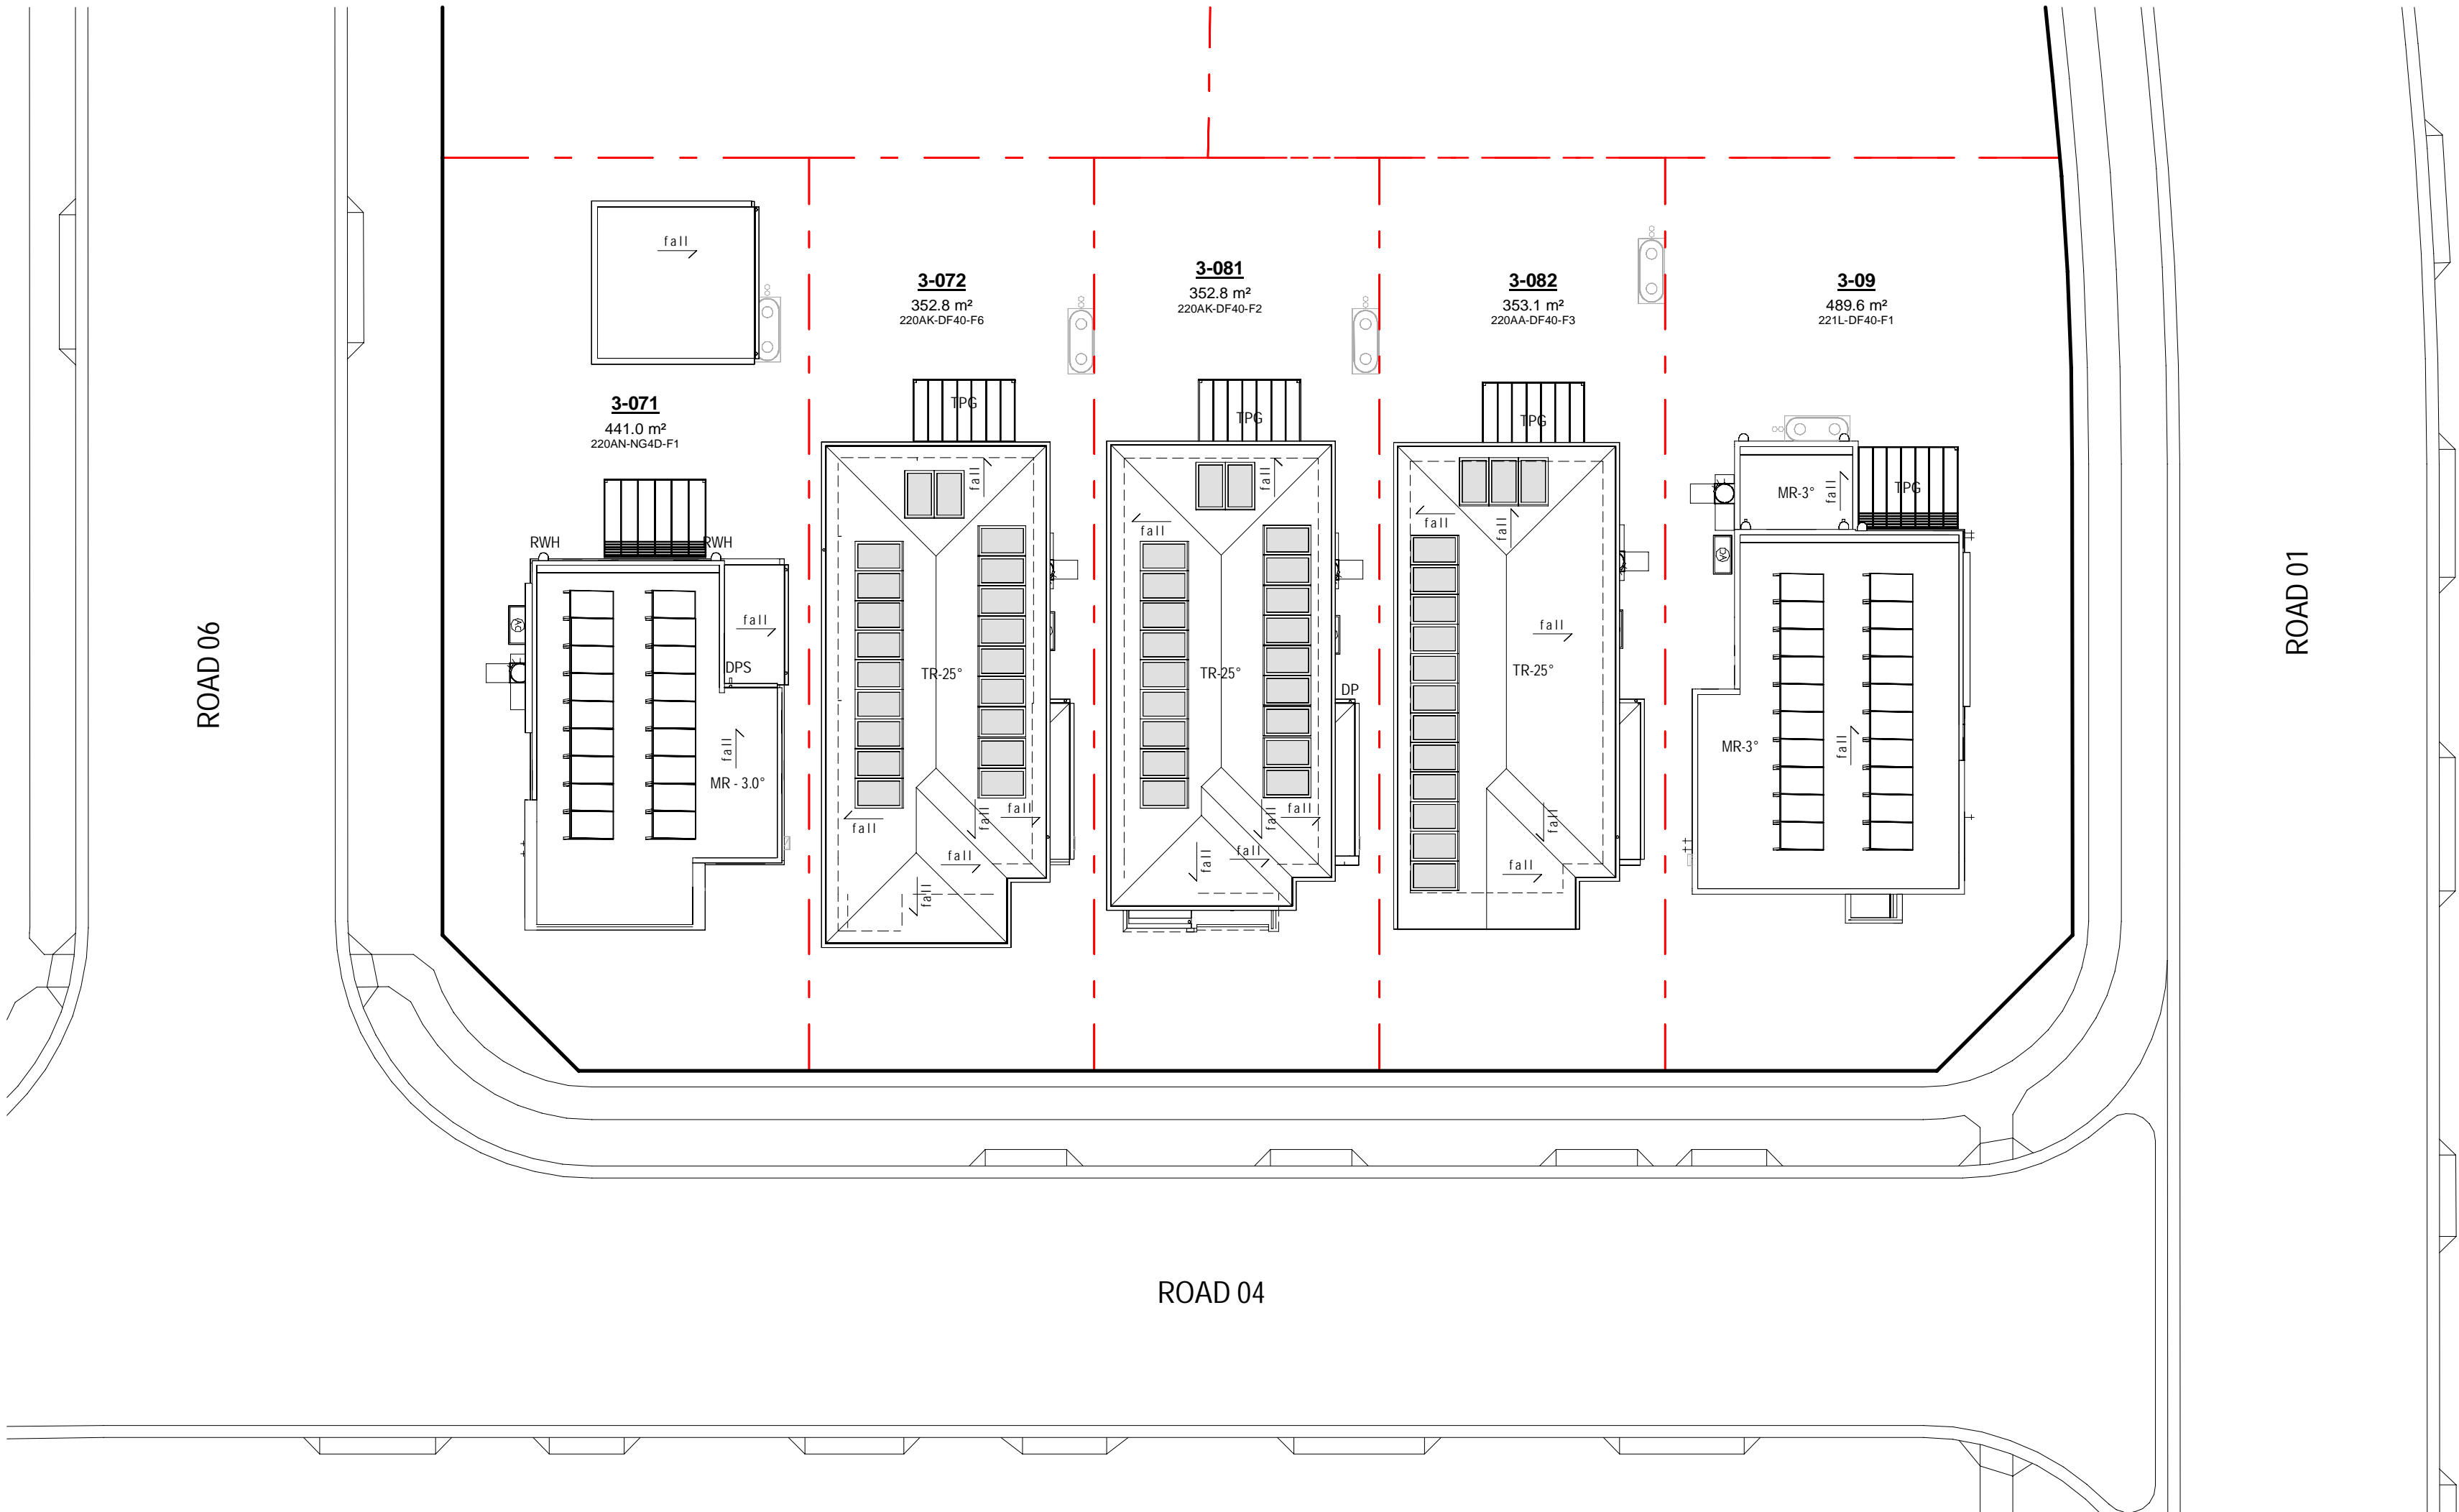 fall
3-071
441.0 m²
220AN-NG4D-F1
RWH
RWH
AC
fall
DPS
fall
MR - 3.0°
3-072
352.8 m²
220AK-DF40-F6
TPG
fall
TR-25°
fall
fall
fall
fall
fall
3-081
352.8 m²
220AK-DF40-F2
TPG
fall
fall
TR-25°
DP
fall
fall
fall
fall
3-082
353.1 m²
220AA-DF40-F3
TPG
fall
fall
fall
TR-25°
fall
fall
3-09
489.6 m²
221L-DF40-F1
MR-3°
fall
TPG
AC
MR-3°
fall
ROAD 06
ROAD 01
ROAD 04